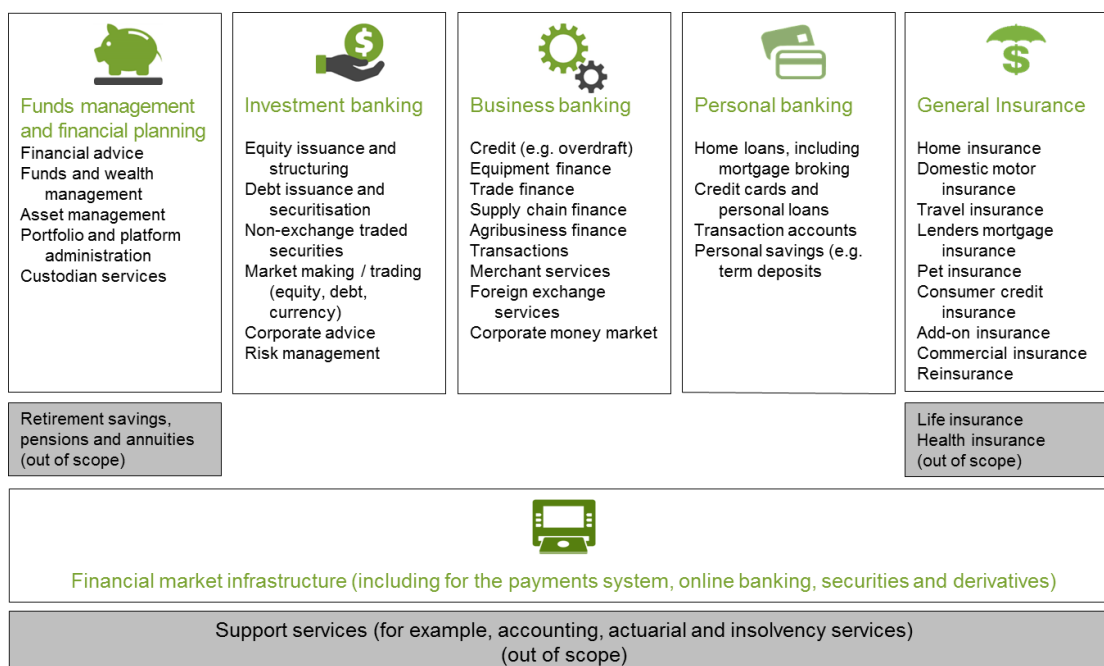 Funds management
and financial planning
Financial advice
Funds and wealth
management
Asset management
Portfolio and platform
administration
Custodian services
Retirement savings,
pensions and annuities
(out of scope)
$
Investment banking
Equity issuance and
structuring
Debt issuance and
securitisation
Non-exchange traded
securities
Market making / trading
(equity, debt,
currency)
Corporate advice
Risk management
Business banking
Credit (e.g. overdraft)
Equipment finance
Trade finance
Supply chain finance
Agribusiness finance
Transactions
Merchant services
Foreign exchange
services
Corporate money market
Personal banking
Home loans, including
mortgage broking
Credit cards and
personal loans
Transaction accounts
Personal savings (e.g.
term deposits
$
General Insurance
Home insurance
Domestic motor
insurance
Travel insurance
Lenders mortgage
insurance
Pet insurance
Consumer credit
insurance
Add-on insurance
Commercial insurance
Reinsurance
Life insurance
Health insurance
(out of scope)
Financial market infrastructure (including for the payments system, online banking, securities and derivatives)
Support services (for example, accounting, actuarial and insolvency services)
(out of scope)